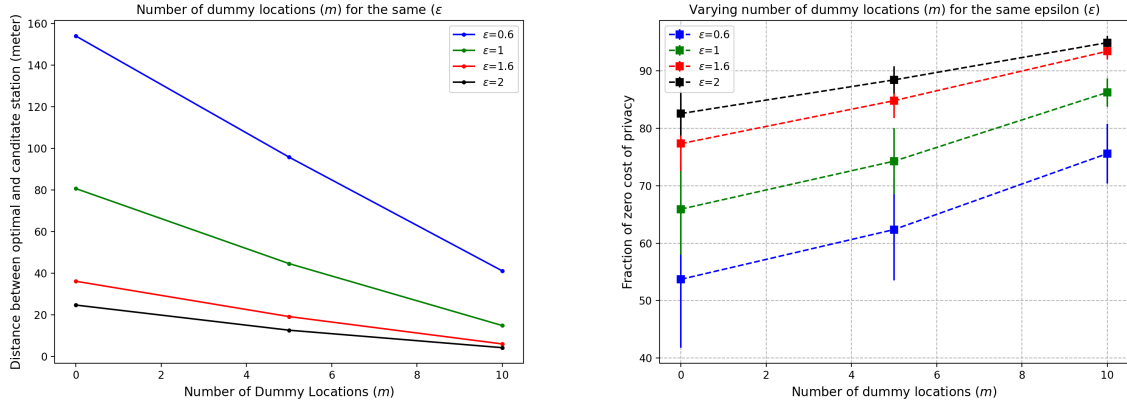 Number of dummy locations (m) for the same (ε
Distance between optimal and canditate station (meter)
160
140
120
100
80
60
40
20
0
ε=0.6
ε=1
ε=1.6
ε=2
0 2 4 6 8 10
Number of Dummy Locations (m)
Varying number of dummy locations (m) for the same epsilon (ε)
Fraction of zero cost of privacy
90
80
70
60
50
40
ε=0.6
ε=1
ε=1.6
ε=2
0 2 4 6 8 10
Number of dummy locations (m)